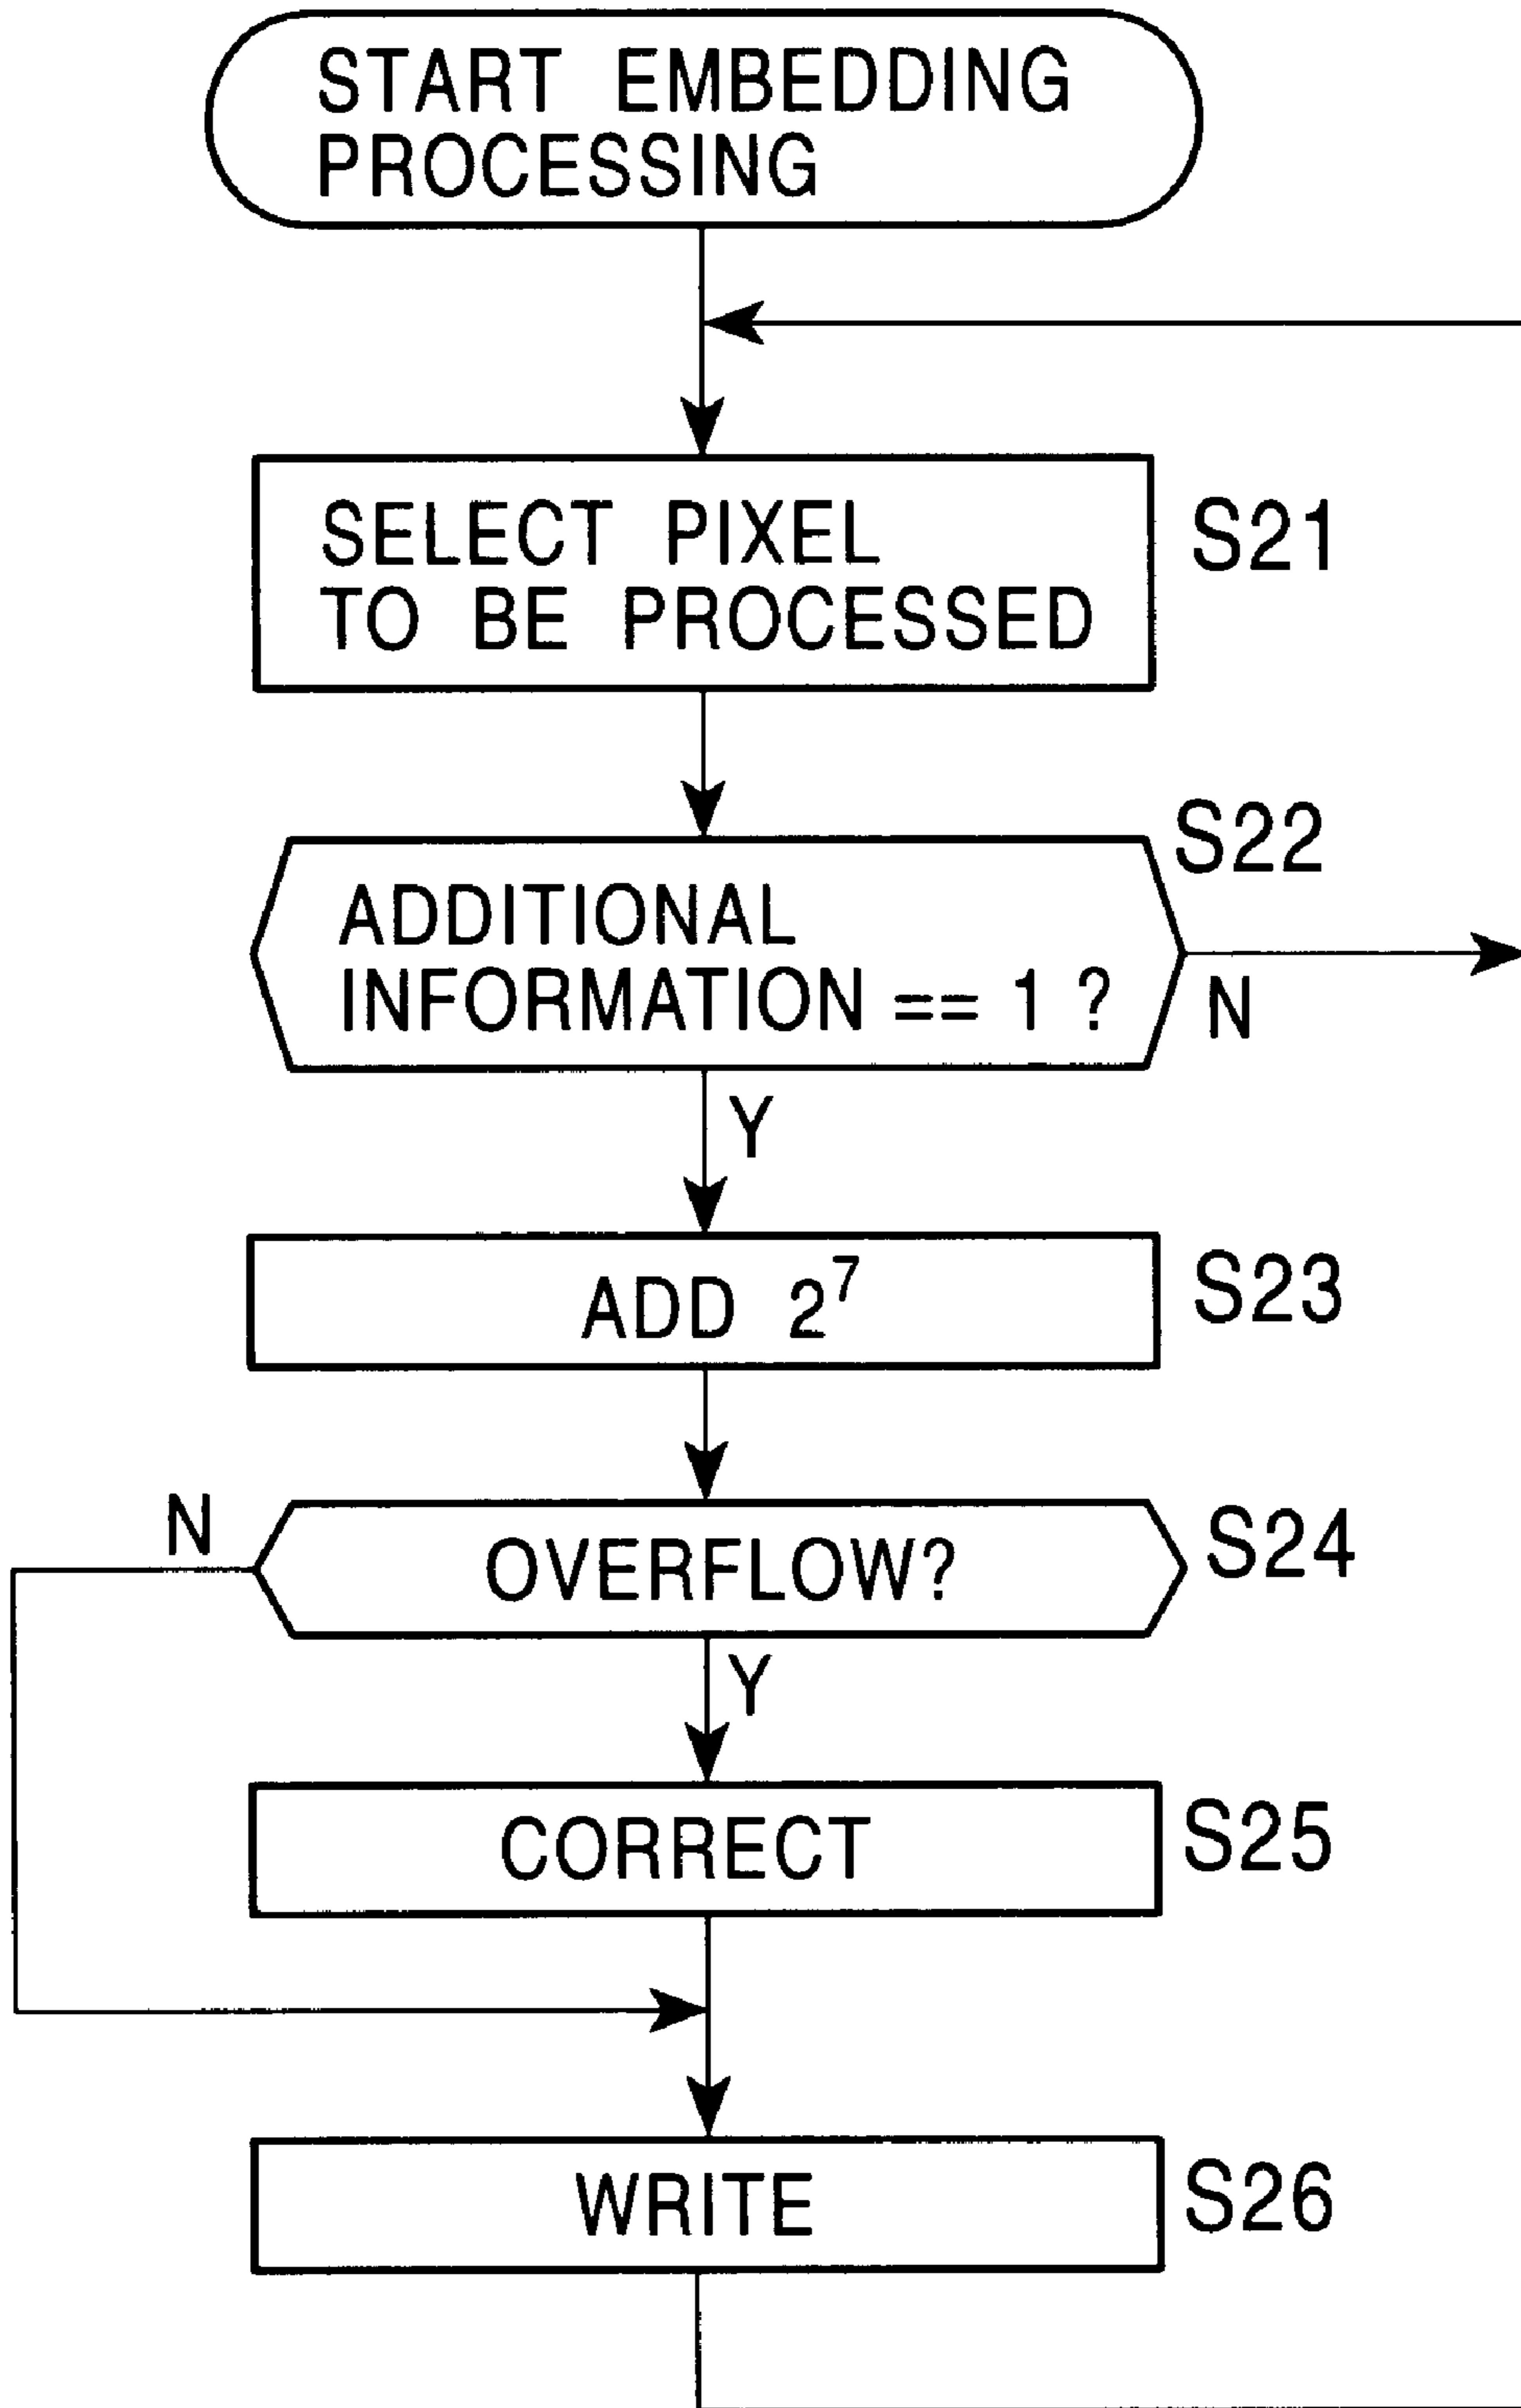 START EMBEDDING
PROCESSING
SELECT PIXEL
TO BE PROCESSED
S21
S22
ADDITIONAL
INFORMATION == 1 ?
N
Y
ADD 2⁷
S23
N
OVERFLOW?
S24
Y
CORRECT
S25
WRITE
S26